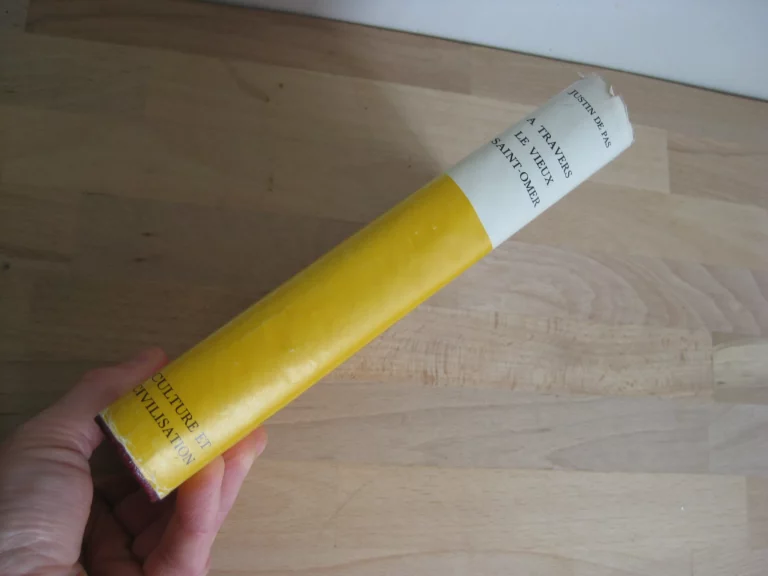 JUSTIN DE PAS
A TRAVERS
LE VIEUX
SAINT-OMER
CULTURE ET
CIVILISATION